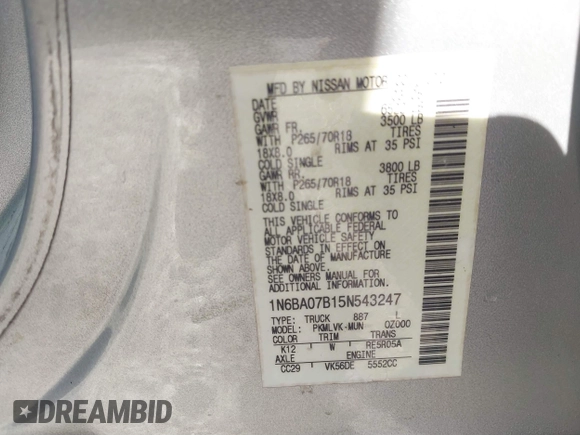 MFD BY NISSAN MOTOR
DATE
GVWR
GAWR FR. 3500 LB
WITH P265/70R18 TIRES
18X8.0 RIMS AT 35 PSI
COLD SINGLE
GAWR RR. 3800 LB
WITH P265/70R18 TIRES
18X8.0 RIMS AT 35 PSI
COLD SINGLE
THIS VEHICLE CONFORMS TO
ALL APPLICABLE FEDERAL
MOTOR VEHICLE SAFETY
STANDARDS IN EFFECT ON
THE DATE OF MANUFACTURE
SHOWN ABOVE.
SEE OWNERS MANUAL FOR
ADDITIONAL INFORMATION
1N6BA07B15N543247
TYPE: TRUCK 887 L
MODEL: PKMLVK-MUN 0Z000
COLOR TRIM TRANS
K12 W RE5R05A
AXLE ENGINE
CC29 VK56DE 5552CC
DREAMBID